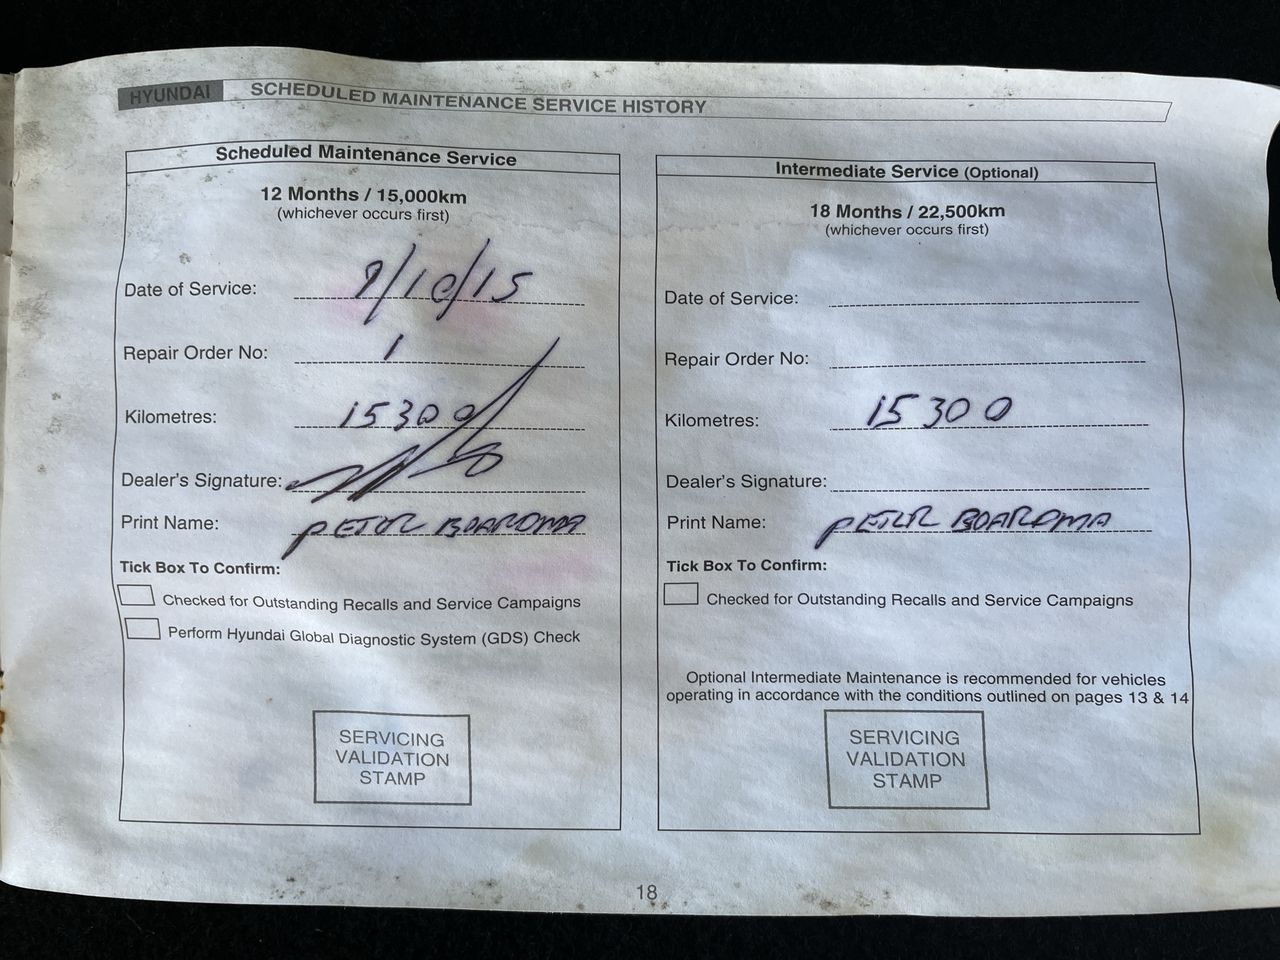 HYUNDAI SCHEDULED MAINTENANCE SERVICE HISTORY
Scheduled Maintenance Service
12 Months / 15,000km
(whichever occurs first)
Date of Service: 9/10/15
Repair Order No: 1
Kilometres: 15300
Dealer's Signature:
Print Name: PETER BOARDMA
Tick Box To Confirm:
Checked for Outstanding Recalls and Service Campaigns
Perform Hyundai Global Diagnostic System (GDS) Check
SERVICING
VALIDATION
STAMP
Intermediate Service (Optional)
18 Months / 22,500km
(whichever occurs first)
Date of Service:
Repair Order No:
Kilometres: 15300
Dealer's Signature:
Print Name: PETER BOARDMA
Tick Box To Confirm:
Checked for Outstanding Recalls and Service Campaigns
Optional Intermediate Maintenance is recommended for vehicles
operating in accordance with the conditions outlined on pages 13 & 14
SERVICING
VALIDATION
STAMP
18